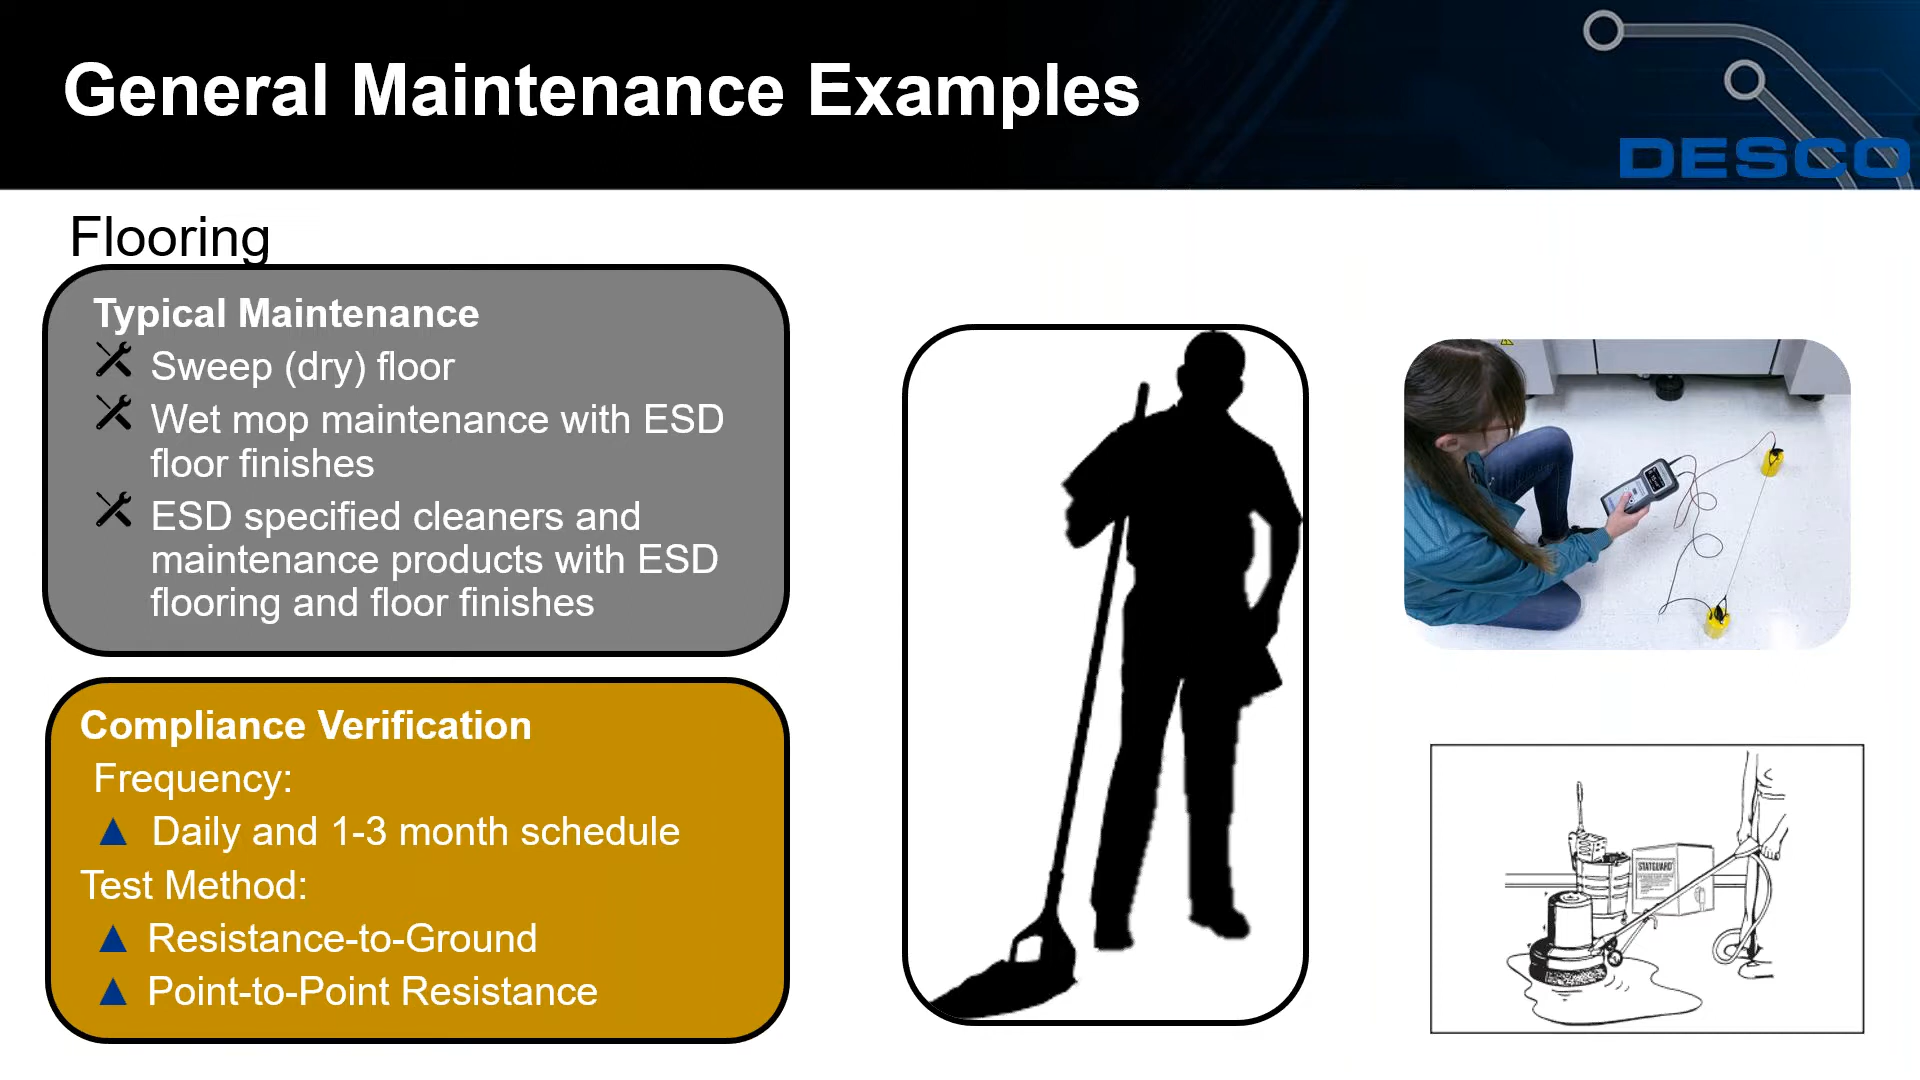 General Maintenance Examples
DESCO
Flooring
Typical Maintenance
Sweep (dry) floor
Wet mop maintenance with ESD
floor finishes
ESD specified cleaners and
maintenance products with ESD
flooring and floor finishes
Compliance Verification
Frequency:
Daily and 1-3 month schedule
Test Method:
Resistance-to-Ground
Point-to-Point Resistance
STATGUARD